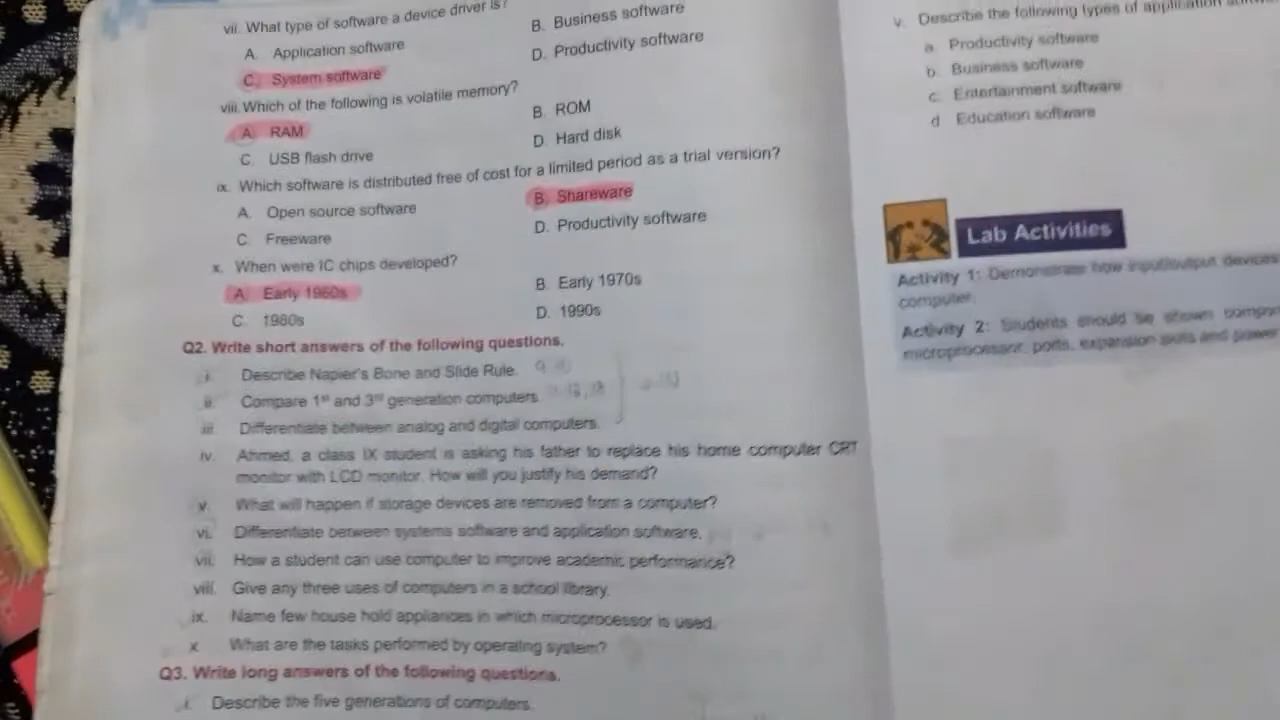 vii. What type of software a device driver is?
A. Application software
B. Business software
C. System software
D. Productivity software
viii. Which of the following is volatile memory?
A. RAM
B. ROM
C. USB flash drive
D. Hard disk
ix. Which software is distributed free of cost for a limited period as a trial version?
A. Open source software
B. Shareware
C. Freeware
D. Productivity software
x. When were IC chips developed?
A. Early 1960s
B. Early 1970s
C. 1980s
D. 1990s
Q2. Write short answers of the following questions.
i. Describe Napier's Bone and Slide Rule.
ii. Compare 1st and 3rd generation computers.
iii. Differentiate between analog and digital computers.
iv. Ahmed, a class IX student is asking his father to replace his home computer CRT
monitor with LCD monitor. How will you justify his demand?
v. What will happen if storage devices are removed from a computer?
vi. Differentiate between systems software and application software.
vii. How a student can use computer to improve academic performance?
viii. Give any three uses of computers in a school library.
ix. Name few house hold appliances in which microprocessor is used.
x. What are the tasks performed by operating system?
Q3. Write long answers of the following questions.
i. Describe the five generations of computers.
v. Describe the following types of application
a. Productivity software
b. Business software
c. Entertainment software
d. Education software
Lab Activities
Activity 1: Demonstrate how input/output devices
computer.
Activity 2: Students should be shown
microprocessor, ports, expansion slots and power